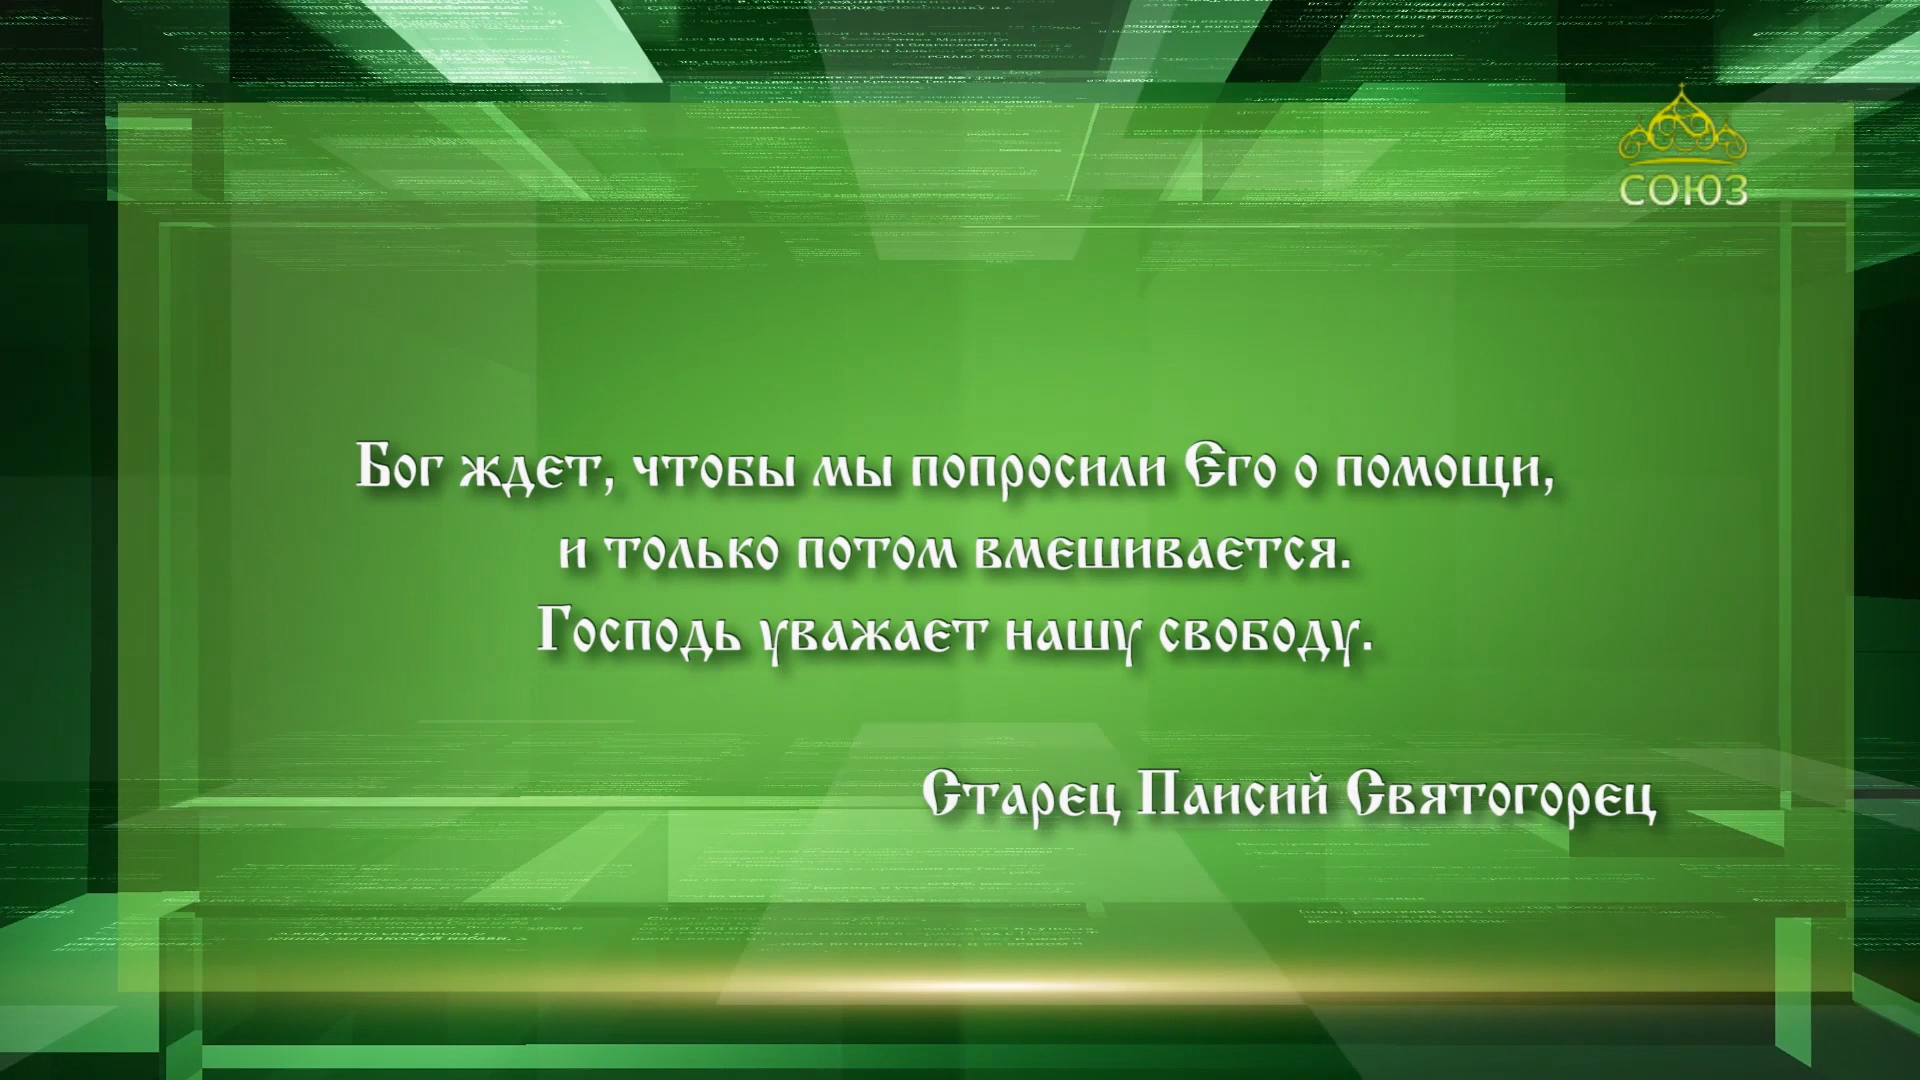 СОЮЗ
Бог ждет, чтобы мы попросили Его о помощи,
и только потом вмешивается.
Господь уважает нашу свободу.
Старец Паисий Святогорец